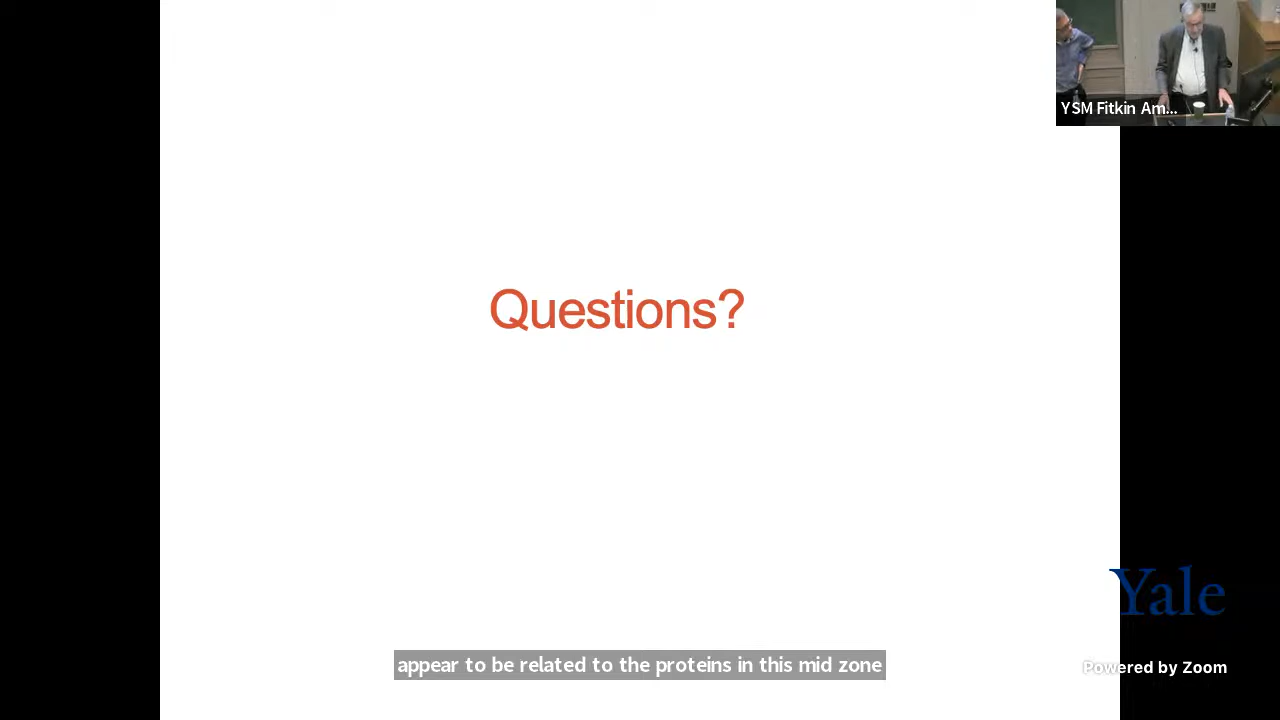 YSM Fitkin Am...
Questions?
Yale
appear to be related to the proteins in this mid zone
Powered by Zoom